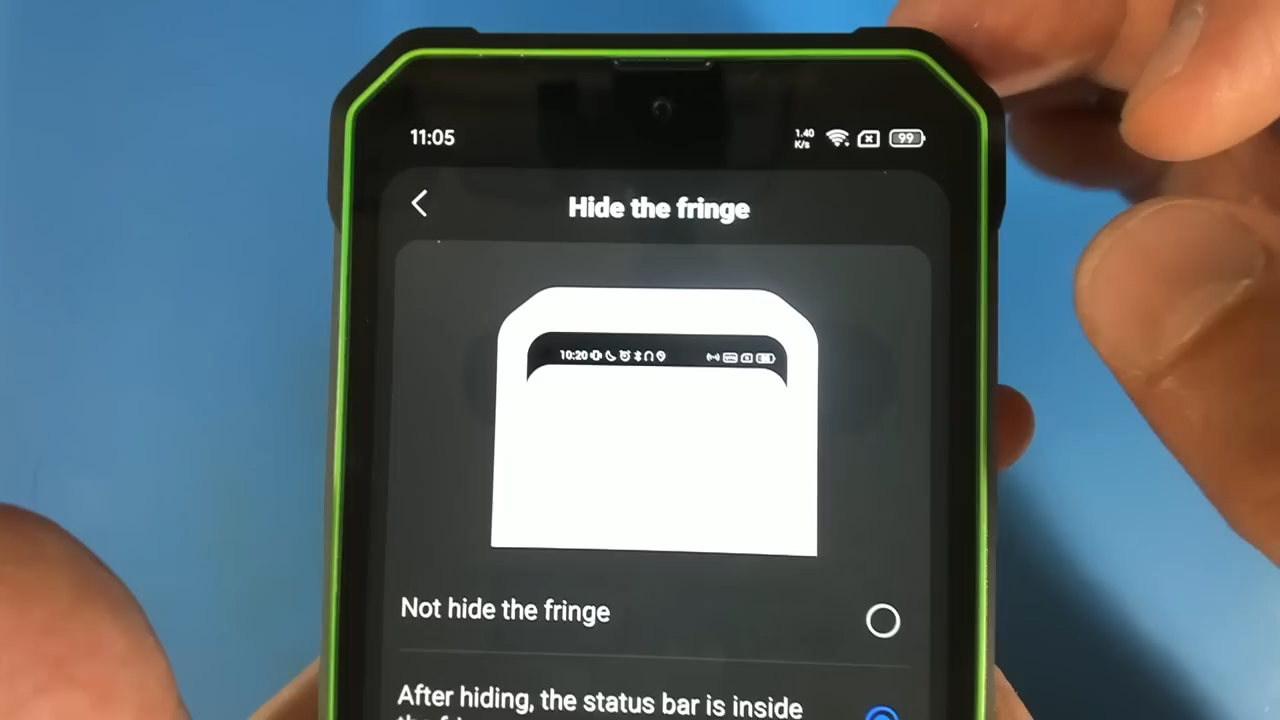 11:05
1.40
K/s
99
Hide the fringe
10:20
Not hide the fringe
After hiding, the status bar is inside